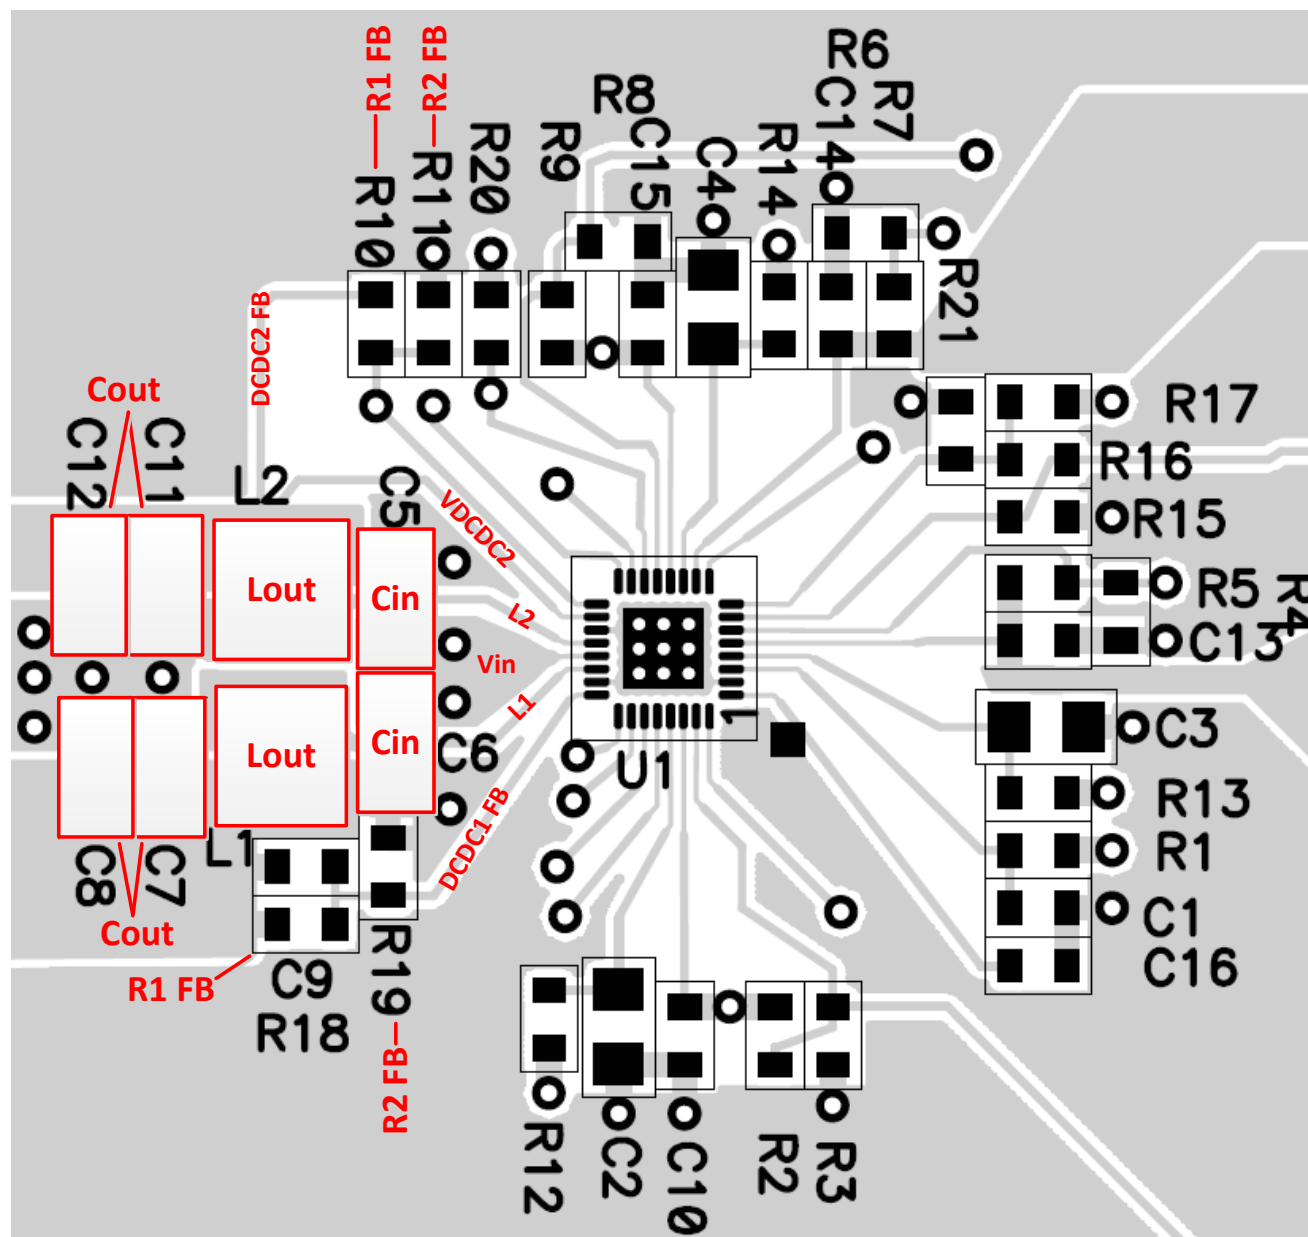 R1 FB
R2 FB
R6
R8
R7
C14
R9
C15
C4
R14
R20
R11
R10
R21
DCDC2 FB
Cout
C12
C11
L2
C5
R17
R16
R15
VDCDC2
Lout
Cin
L2
R5
R4
C13
Vin
L1
1
Lout
Cin
C6
U1
C3
R13
DCDC1 FB
L1
R1
C8
C7
Cout
C1
R19
C16
R1 FB
C9
R18
R2 FB
R12
C2
C10
R2
R3